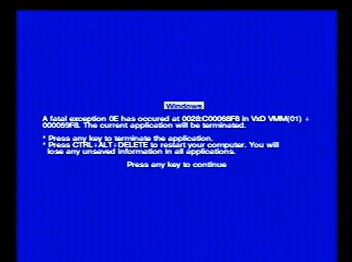 Windows
A fatal exception 0E has occured at 0028:C00068F8 in VxD VMM(01) +
000059F8. The current application will be terminated.
* Press any key to terminate the application.
* Press CTRL+ALT+DELETE to restart your computer. You will
lose any unsaved information in all applications.
Press any key to continue